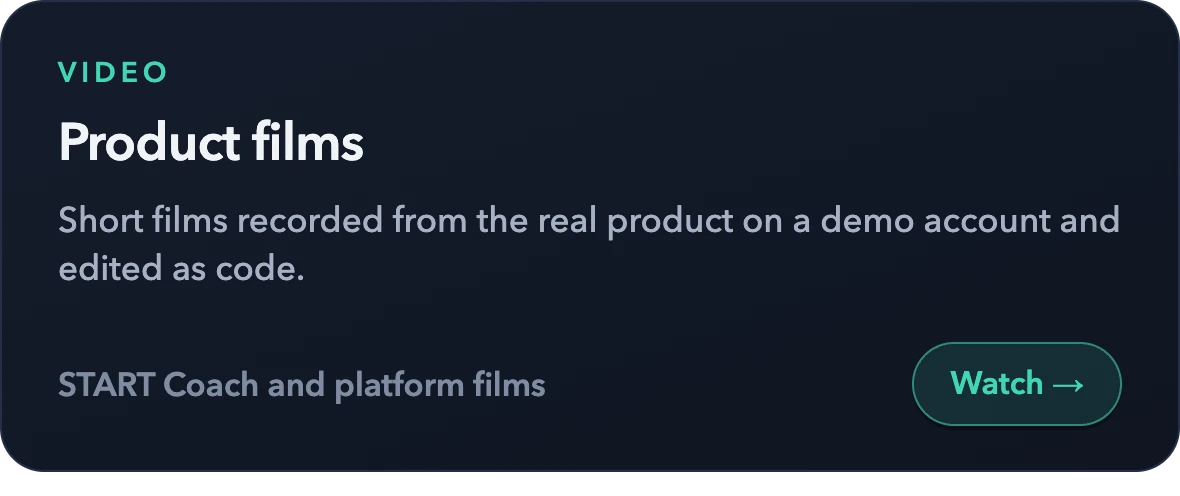 VIDEO
Product films
Short films recorded from the real product on a demo account and
edited as code.
START Coach and platform films
Watch →